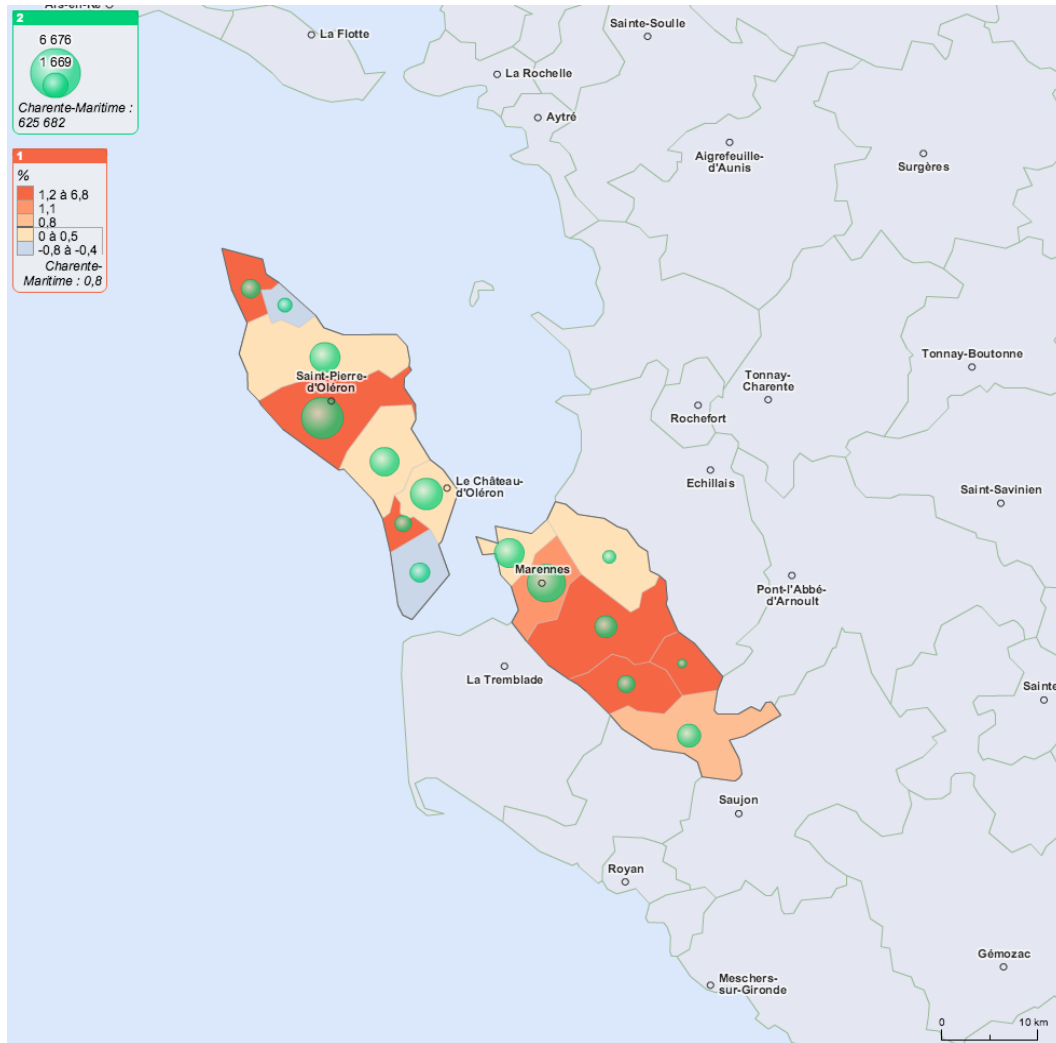 Ars-en-Ré
2
6 676
1 669
Charente-Maritime :
625 682
1
%
1,2 à 6,8
1,1
0,8
0 à 0,5
-0,8 à -0,4
Charente-
Maritime : 0,8
La Flotte
Sainte-Soulle
La Rochelle
Aytré
Aigrefeuille-
d'Aunis
Surgères
Saint-Pierre-
d'Oléron
Tonnay-Boutonne
Tonnay-
Charente
Rochefort
Echillais
Le Château-
d'Oléron
Saint-Savinien
Marennes
Pont-l'Abbé-
d'Arnoult
La Tremblade
Sainte
Saujon
Royan
Meschers-
sur-Gironde
Gémozac
0
10 km